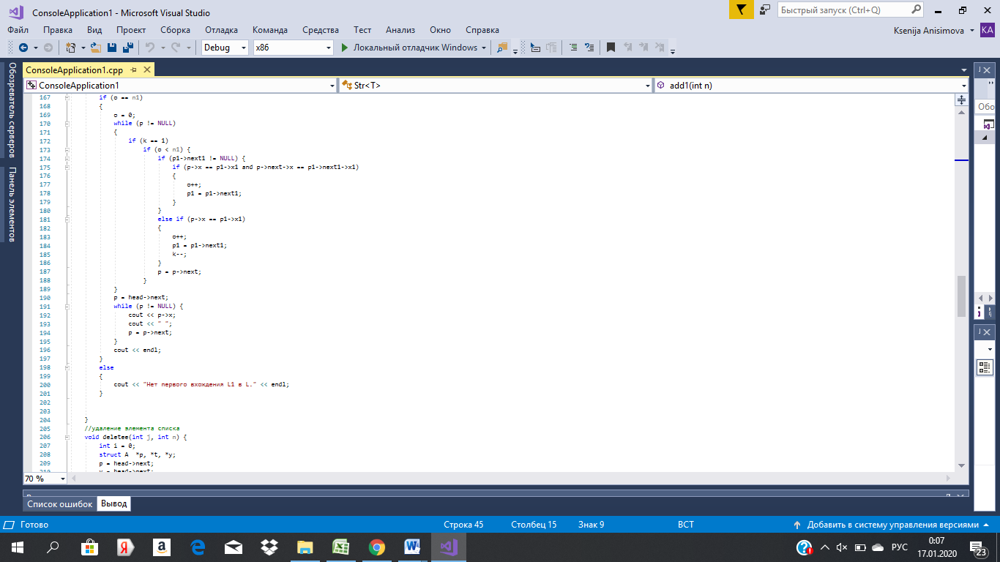 ConsoleApplication1 - Microsoft Visual Studio
Быстрый запуск (Ctrl+Q)
Файл Правка Вид Проект Сборка Отладка Команда Средства Тест Анализ Окно Справка
Ksenija Anisimova KA
Debug x86 Локальный отладчик Windows
Обозреватель серверов
Панель элементов
ConsoleApplication1.cpp
ConsoleApplication1 Str<T> add1(int n)
Обо
167 if (o == n1)
168 {
169 o = 0;
170 while (p != NULL)
171 {
172 if (k == 1)
173 if (o < n1) {
174 if (p1->next1 != NULL) {
175 if (p->x == p1->x1 and p->next->x == p1->next1->x1)
176 {
177 o++;
178 p1 = p1->next1;
179 }
180 }
181 else if (p->x == p1->x1)
182 {
183 o++;
184 p1 = p1->next1;
185 k--;
186 }
187 p = p->next;
188 }
189 }
190 p = head->next;
191 while (p != NULL) {
192 cout << p->x;
193 cout << " ";
194 p = p->next;
195 }
196 cout << endl;
197 }
198 else
199 {
200 cout << "Нет первого вхождения L1 в L." << endl;
201 }
202
203
204 }
205 //удаление элемента списка
206 void deletee(int j, int n) {
207 int i = 0;
208 struct A *p, *t, *y;
209 p = head->next;
70 %
Список ошибок Вывод
Готово Строка 45 Столбец 15 Знак 9 ВСТ Добавить в систему управления версиями
РУС 0:07
17.01.2020 23